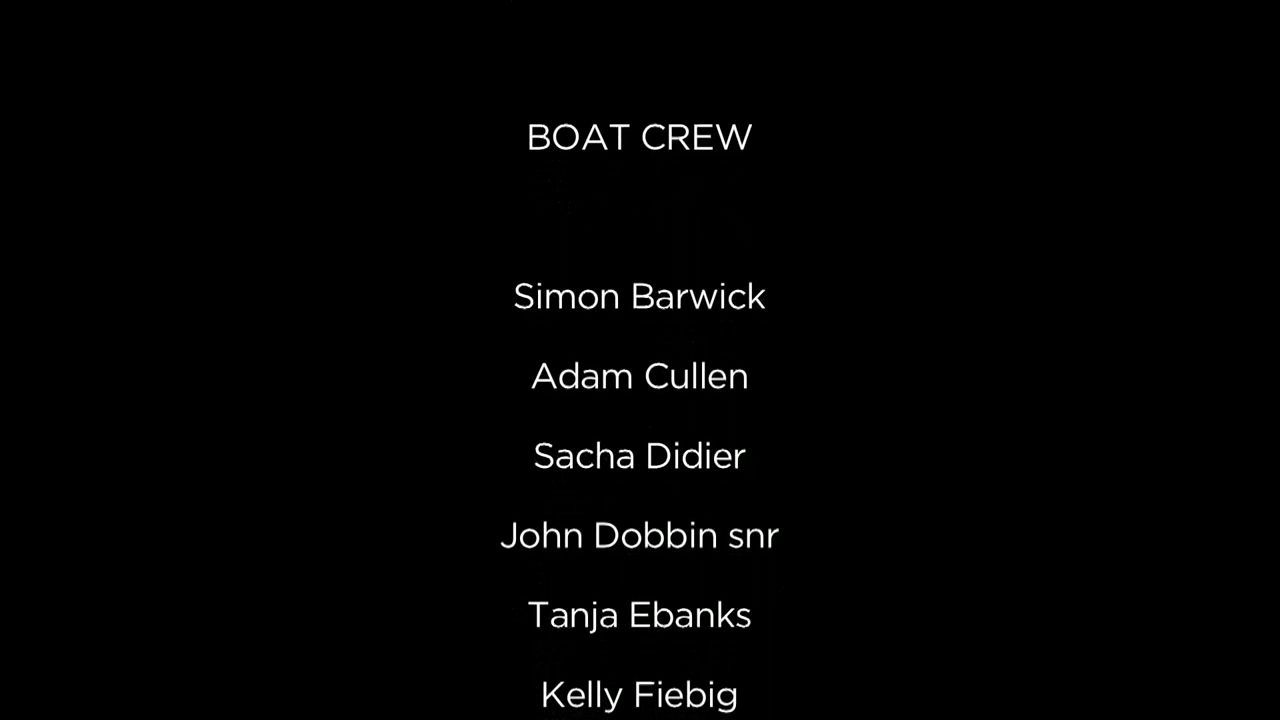 BOAT CREW
Simon Barwick
Adam Cullen
Sacha Didier
John Dobbin snr
Tanja Ebanks
Kelly Fiebig